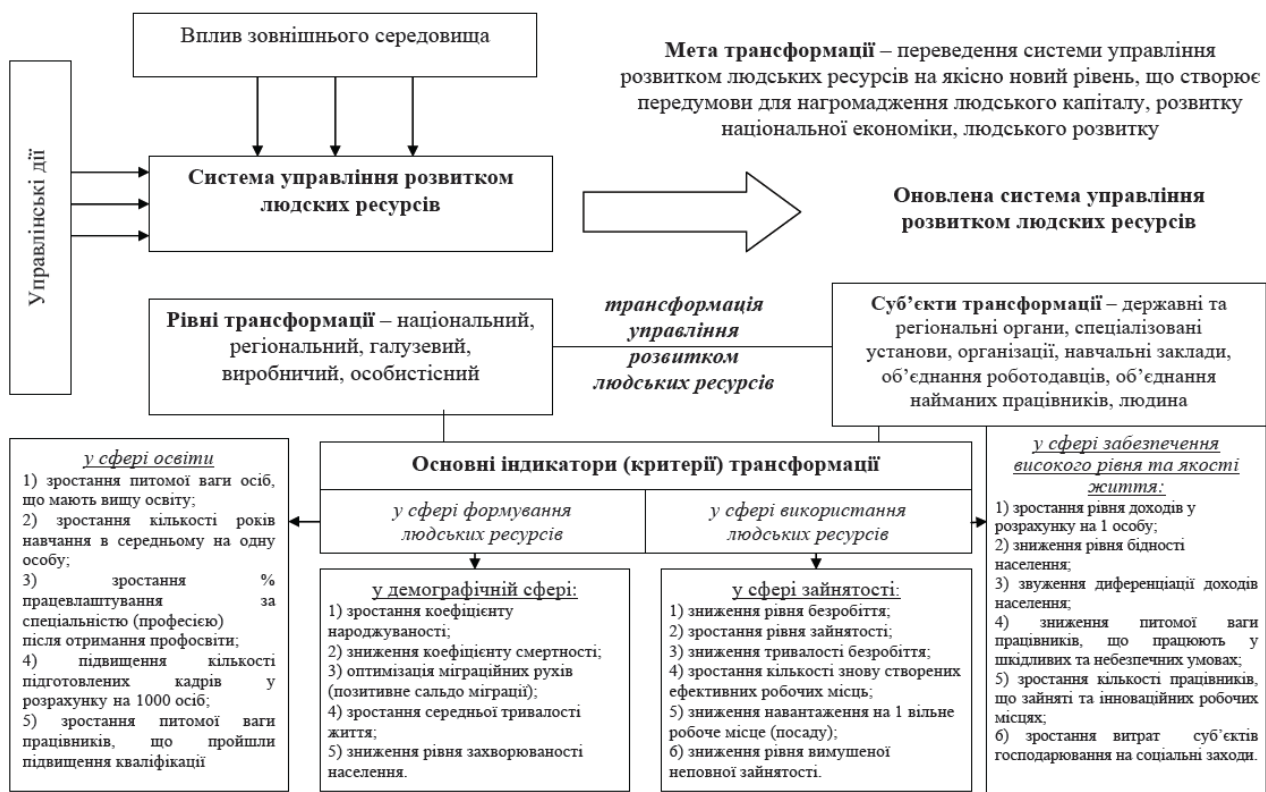 Вплив зовнішнього середовища
Управлінські дії
Мета трансформації – переведення системи управління
розвитком людських ресурсів на якісно новий рівень, що створює
передумови для нагромадження людського капіталу, розвитку
національної економіки, людського розвитку
Система управління розвитком
людских ресурсів
Оновлена система управління
розвитком людских ресурсів
Рівні трансформації – національний,
регіональний, галузевий,
виробничий, особистісний
трансформація
управління
розвитком
людських ресурсів
Суб’єкти трансформації – державні та
регіональні органи, спеціалізовані
установи, організації, навчальні заклади,
об’єднання роботодавців, об’єднання
найманих працівників, людина
у сфері освіти
1) зростання питомої ваги осіб,
що мають вищу освіту;
2) зростання кількості років
навчання в середньому на одну
особу;
3) зростання %
працевлаштування за
спеціальністю (професією)
після отримання профосвіти;
4) підвищення кількості
підготовлених кадрів у
розрахунку на 1000 осіб;
5) зростання питомої ваги
працівників, що пройшли
підвищення кваліфікації
Основні індикатори (критерії) трансформації
у сфері формування
людських ресурсів
у сфері використання
людських ресурсів
у демографічній сфері:
1) зростання коефіцієнту
народжуваності;
2) зниження коефіцієнту смертності;
3) оптимізація міграційних рухів
(позитивне сальдо міграції);
4) зростання середньої тривалості
життя;
5) зниження рівня захворюваності
населення.
у сфері зайнятості:
1) зниження рівня безробіття;
2) зростання рівня зайнятості;
3) зниження тривалості безробіття;
4) зростання кількості знову створених
ефективних робочих місць;
5) зниження навантаження на 1 вільне
робоче місце (посаду);
6) зниження рівня вимушеної
неповної зайнятості.
у сфері забезпечення
високого рівня та якості
життя:
1) зростання рівня доходів у
розрахунку на 1 особу;
2) зниження рівня бідності
населення;
3) звуження диференціації доходів
населення;
4) зниження питомої ваги
працівників, що працюють у
шкідливих та небезпечних умовах;
5) зростання кількості працівників,
що зайняті та інноваційних робочих
місцях;
6) зростання витрат суб’єктів
господарювання на соціальні заходи.